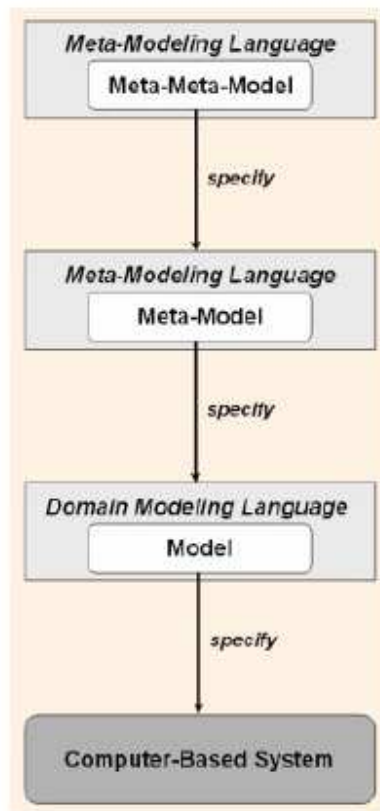 Meta-Modeling Language
Meta-Meta-Model
specify
Meta-Modeling Language
Meta-Model
specify
Domain Modeling Language
Model
specify
Computer-Based System